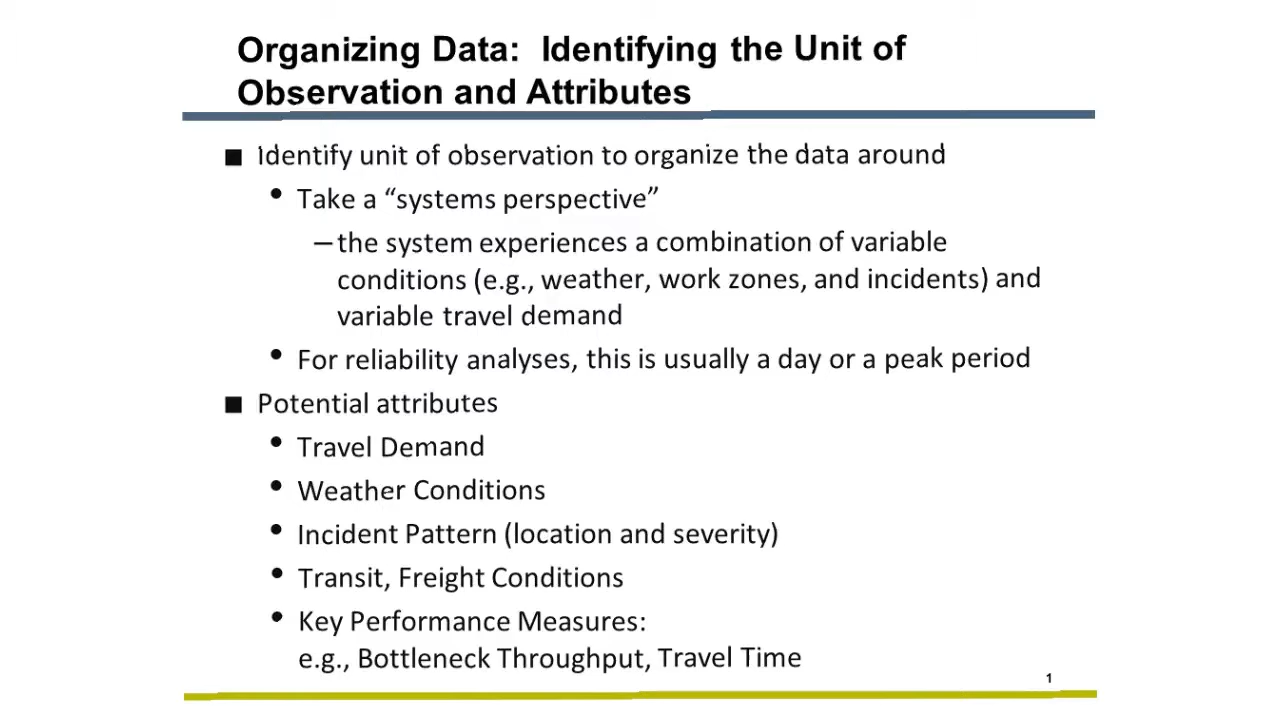 Organizing Data: Identifying the Unit of
Observation and Attributes
■ Identify unit of observation to organize the data around
• Take a “systems perspective”
– the system experiences a combination of variable
conditions (e.g., weather, work zones, and incidents) and
variable travel demand
• For reliability analyses, this is usually a day or a peak period
■ Potential attributes
• Travel Demand
• Weather Conditions
• Incident Pattern (location and severity)
• Transit, Freight Conditions
• Key Performance Measures:
e.g., Bottleneck Throughput, Travel Time
1